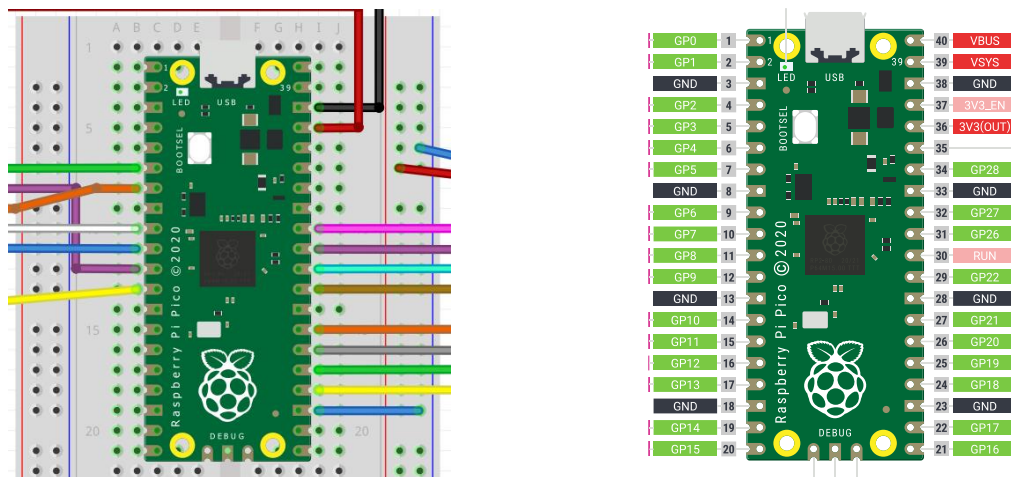 A B C D E F G H I J
1
5
15
20
20
1
2
39
LED
USB
BOOTSEL
Raspberry Pi Pico © 2020
DEBUG
GP0 1
GP1 2
GND 3
GP2 4
GP3 5
GP4 6
GP5 7
GND 8
GP6 9
GP7 10
GP8 11
GP9 12
GND 13
GP10 14
GP11 15
GP12 16
GP13 17
GND 18
GP14 19
GP15 20
1
2
39
LED
USB
BOOTSEL
Raspberry Pi Pico © 2020
DEBUG
40 VBUS
39 VSYS
38 GND
37 3V3_EN
36 3V3(OUT)
35
34 GP28
33 GND
32 GP27
31 GP26
30 RUN
29 GP22
28 GND
27 GP21
26 GP20
25 GP19
24 GP18
23 GND
22 GP17
21 GP16